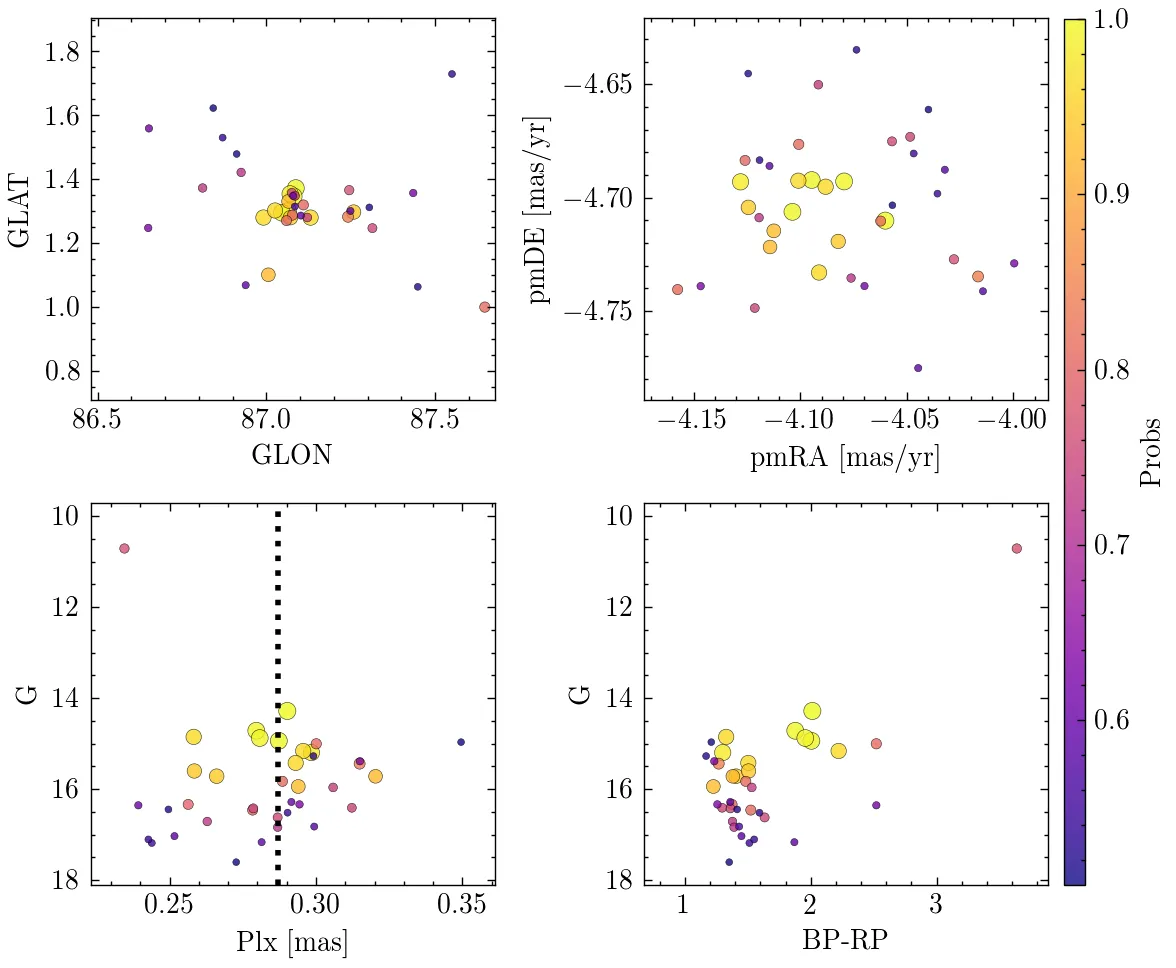 1.8
1.6
1.4
1.2
1.0
0.8
GLAT
86.5 87.0 87.5
GLON
−4.65
−4.70
−4.75
pmDE [mas/yr]
−4.15 −4.10 −4.05 −4.00
pmRA [mas/yr]
1.0
0.9
0.8
0.7
0.6
Probs
10
12
14
16
18
G
0.25 0.30 0.35
Plx [mas]
10
12
14
16
18
G
1 2 3
BP-RP